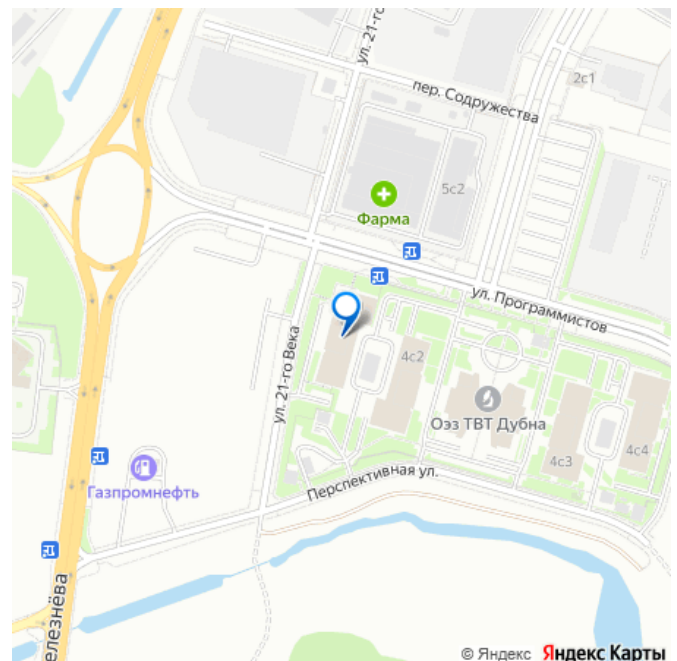 ул. 21-го
2с1
пер. Содружества
5с2
Фарма
ул. Программистов
ул. 21-го Века
4с2
Оэз ТВТ Дубна
4с3
4с4
Газпромнефть
Перспективная ул.
елезнёва
© Яндекс Яндекс Карты